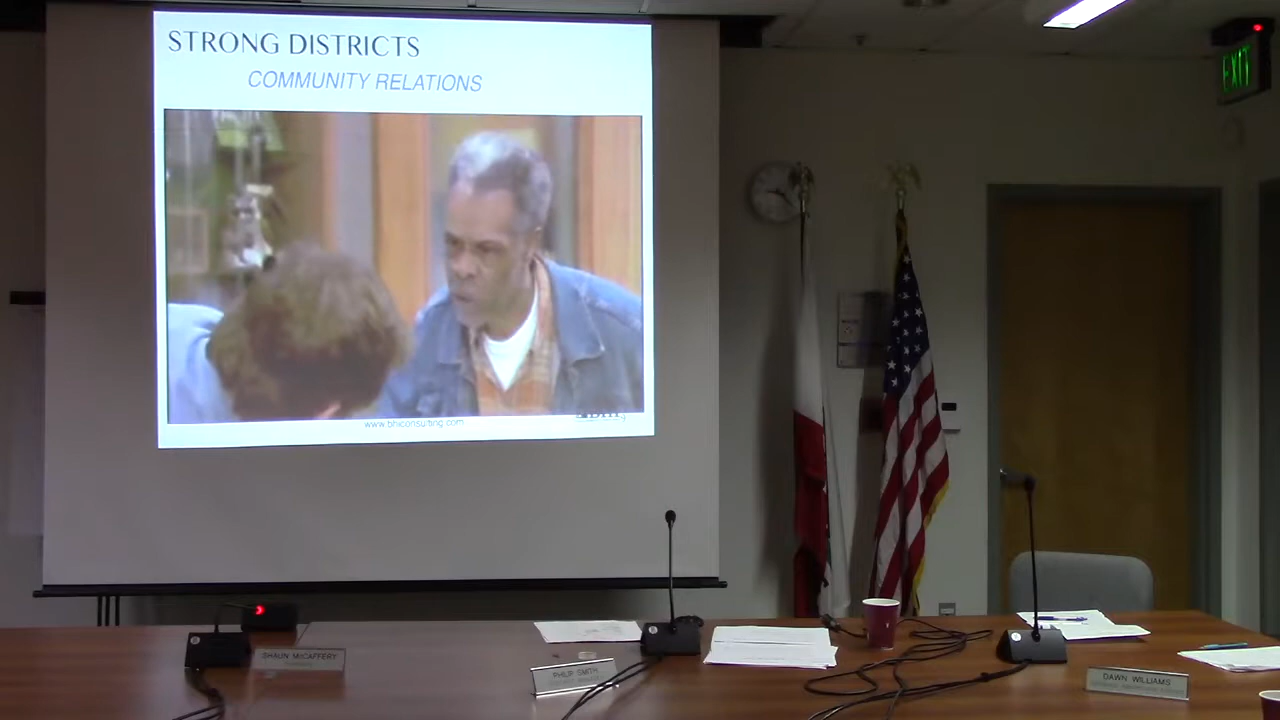 STRONG DISTRICTS
COMMUNITY RELATIONS
www.bhiconsulting.com
EXIT
SHAUN McCAFFERY
PHILIP SMITH
DAWN WILLIAMS